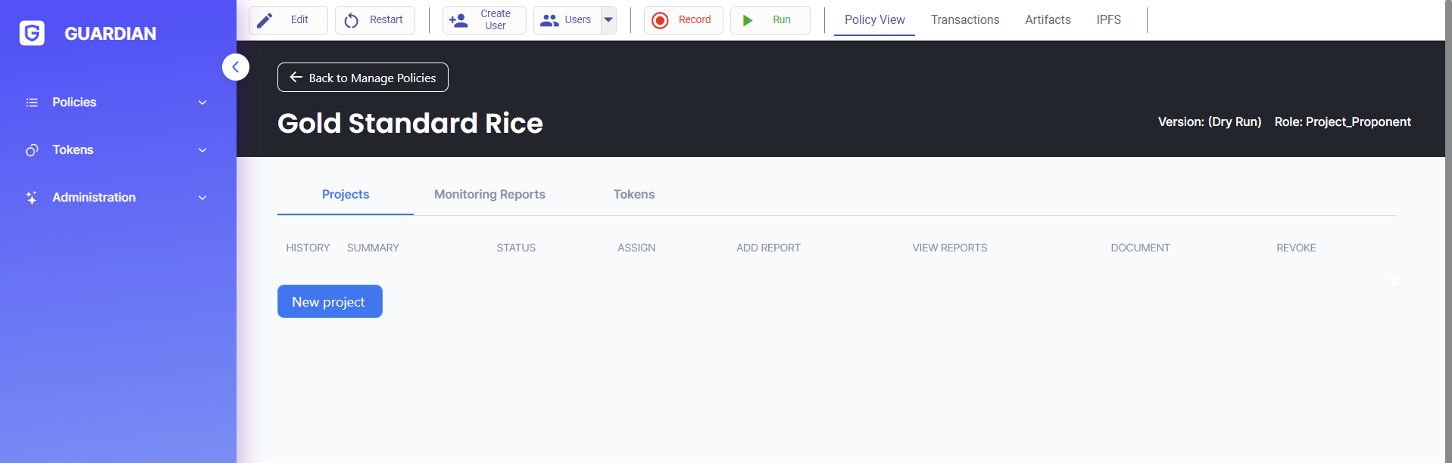 GUARDIAN
Policies
Tokens
Administration
Edit
Restart
Create
User
Users
Record
Run
Policy View
Transactions
Artifacts
IPFS
Back to Manage Policies
Gold Standard Rice
Version: (Dry Run) Role: Project_Proponent
Projects Monitoring Reports Tokens
HISTORY SUMMARY STATUS ASSIGN ADD REPORT VIEW REPORTS DOCUMENT REVOKE
New project